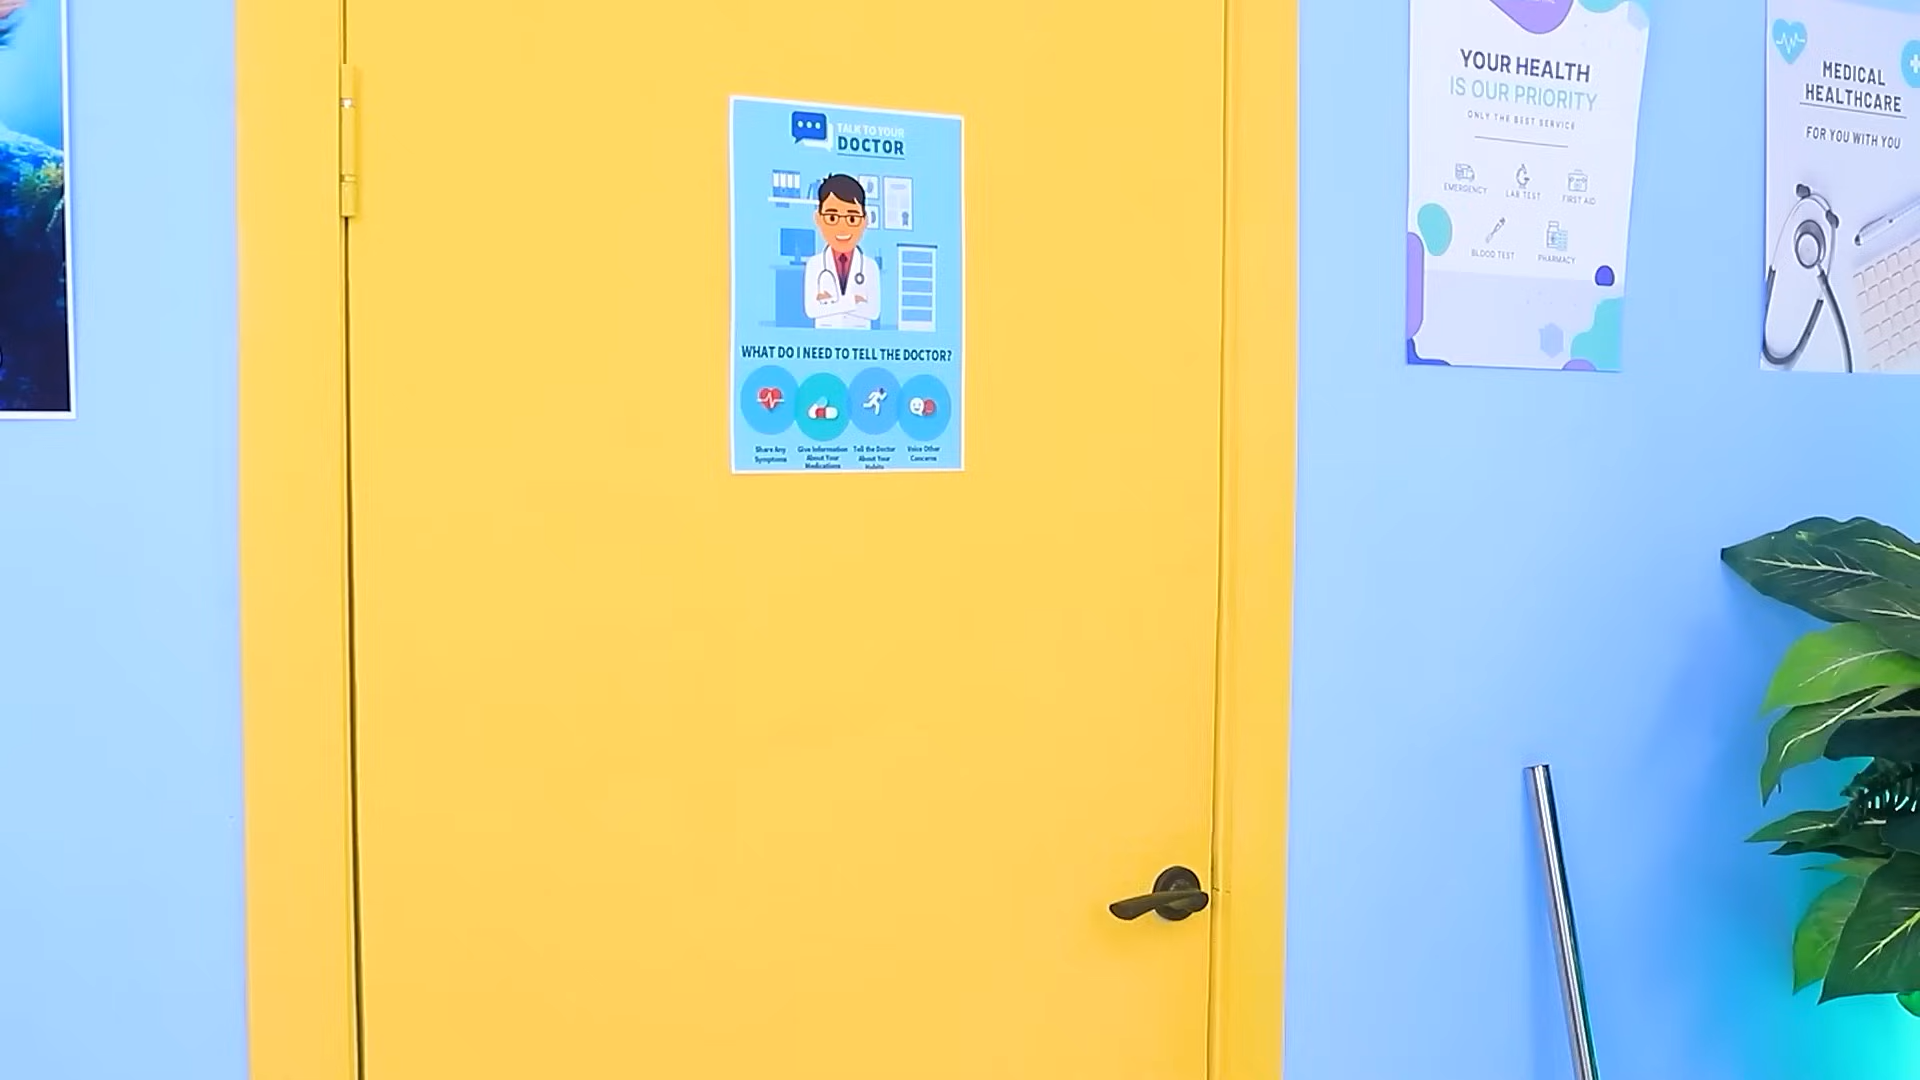 TALK TO YOUR
DOCTOR
WHAT DO I NEED TO TELL THE DOCTOR?
Share Any
Symptoms
Give Information
About Your
Medications
Tell the Doctor
About Your
Habits
Voice Other
Concerns
YOUR HEALTH
IS OUR PRIORITY
ONLY THE BEST SERVICE
EMERGENCY
LAB TEST
FIRST AID
BLOOD TEST
PHARMACY
MEDICAL
HEALTHCARE
FOR YOU WITH YOU